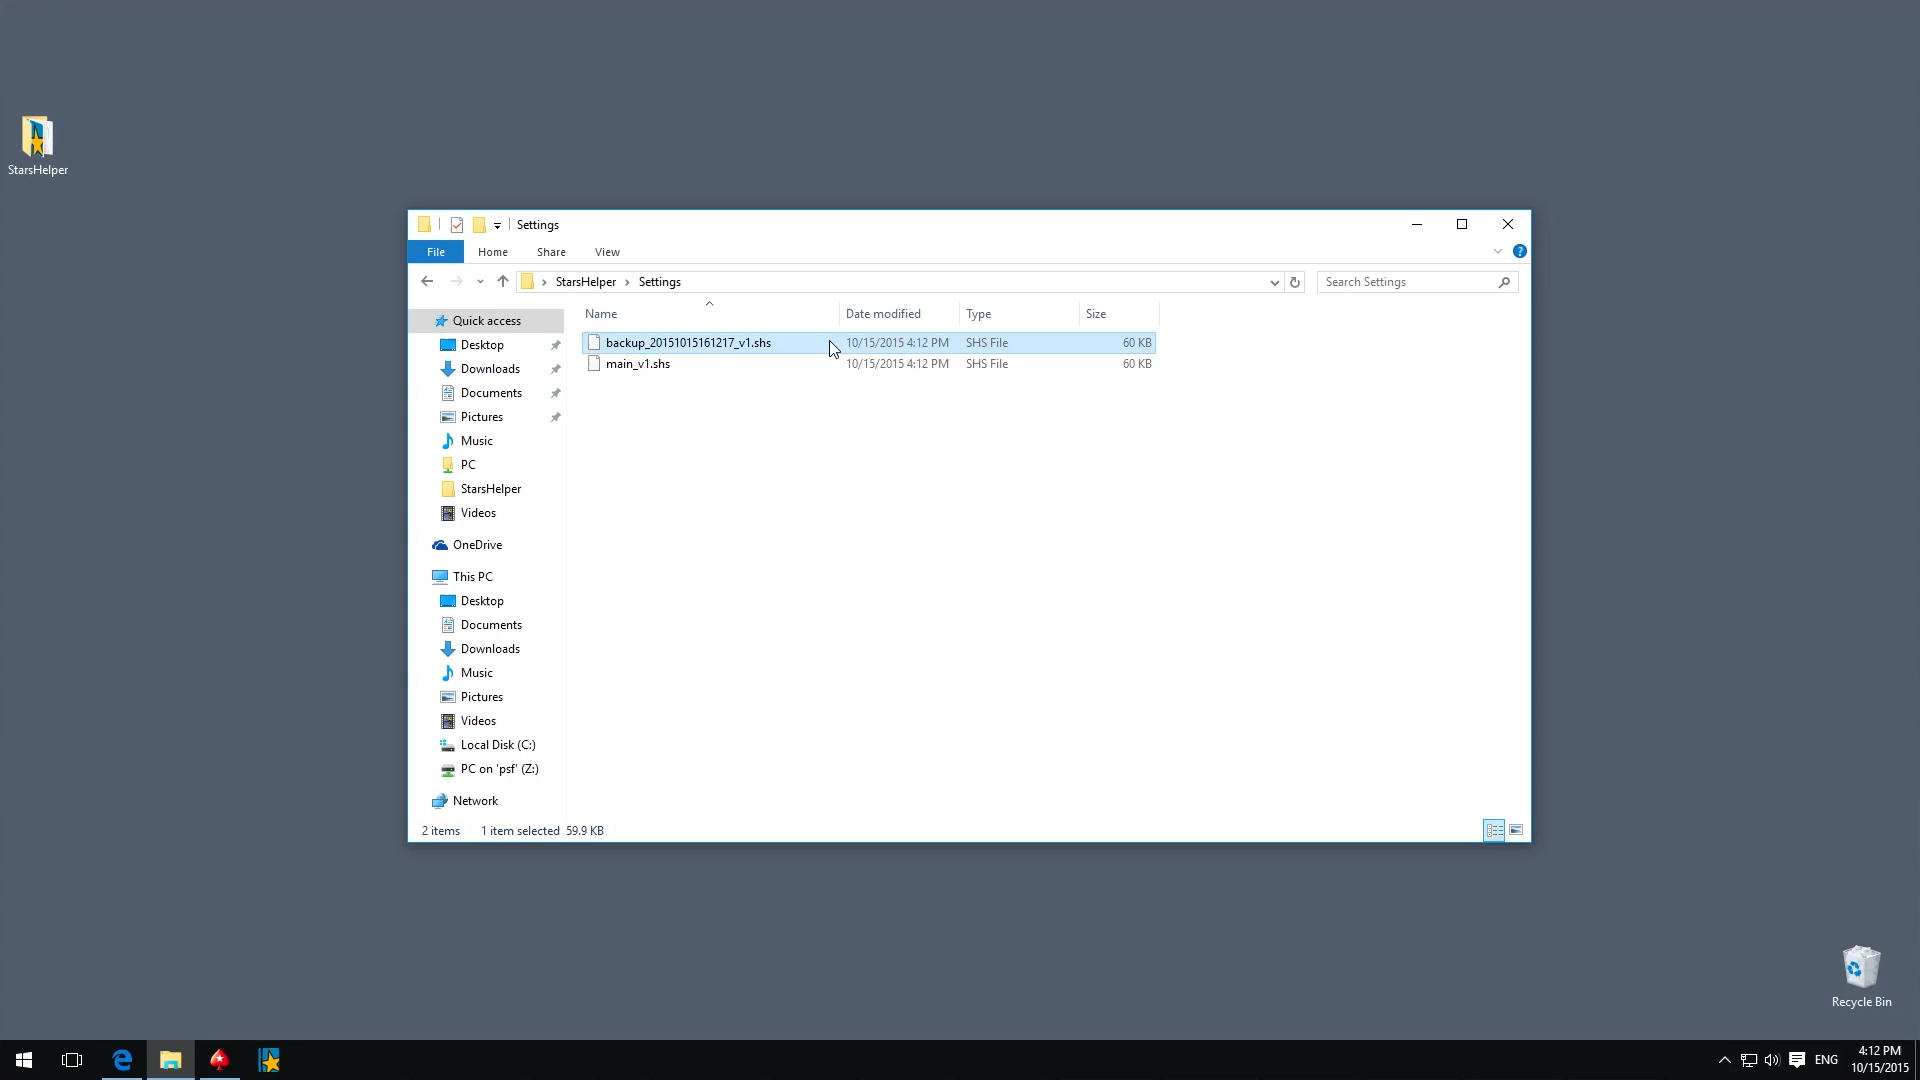 StarsHelper
Settings
File Home Share View
StarsHelper Settings Search Settings
Name Date modified Type Size
Quick access
backup_20151015161217_v1.shs 10/15/2015 4:12 PM SHS File 60 KB
Desktop
main_v1.shs 10/15/2015 4:12 PM SHS File 60 KB
Downloads
Documents
Pictures
Music
PC
StarsHelper
Videos
OneDrive
This PC
Desktop
Documents
Downloads
Music
Pictures
Videos
Local Disk (C:)
PC on 'psf' (Z:)
Network
2 items 1 item selected 59.9 KB
Recycle Bin
ENG 4:12 PM
10/15/2015